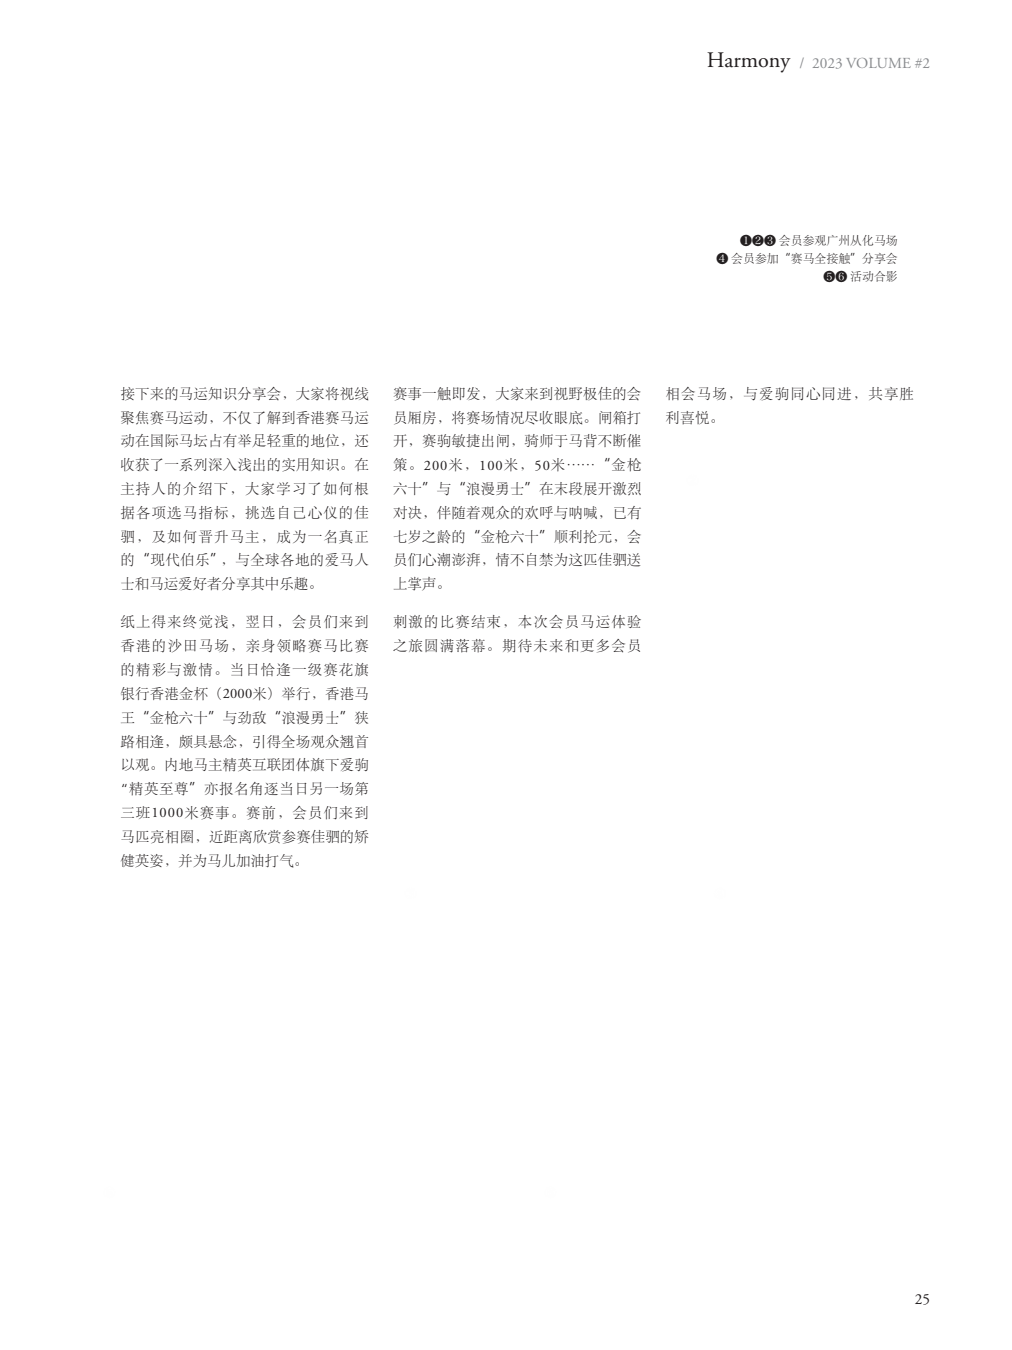 Harmony / 2023 VOLUME #2
❶❷❸ 会员参观广州从化马场
❹ 会员参加“赛马全接触”分享会
❺❻ 活动合影
接下来的马运知识分享会，大家将视线
聚焦赛马运动，不仅了解到香港赛马运
动在国际马坛占有举足轻重的地位，还
收获了一系列深入浅出的实用知识。在
主持人的介绍下，大家学习了如何根
据各项选马指标，挑选自己心仪的佳
驷，及如何晋升马主，成为一名真正
的“现代伯乐”，与全球各地的爱马人
士和马运爱好者分享其中乐趣。
纸上得来终觉浅，翌日，会员们来到
香港的沙田马场，亲身领略赛马比赛
的精彩与激情。当日恰逢一级赛花旗
银行香港金杯（2000米）举行，香港马
王“金枪六十”与劲敌“浪漫勇士”狭
路相逢，颇具悬念，引得全场观众翘首
以观。内地马主精英互联团体旗下爱驹
“精英至尊”亦报名角逐当日另一场第
三班1000米赛事。赛前，会员们来到
马匹亮相圈，近距离欣赏参赛佳驷的矫
健英姿，并为马儿加油打气。
赛事一触即发，大家来到视野极佳的会
员厢房，将赛场情况尽收眼底。闸箱打
开，赛驹敏捷出闸，骑师于马背不断催
策。200米，100米，50米……“金枪
六十”与“浪漫勇士”在末段展开激烈
对决，伴随着观众的欢呼与呐喊，已有
七岁之龄的“金枪六十”顺利抡元，会
员们心潮澎湃，情不自禁为这匹佳驷送
上掌声。
刺激的比赛结束，本次会员马运体验
之旅圆满落幕。期待未来和更多会员
相会马场，与爱驹同心同进，共享胜
利喜悦。
25